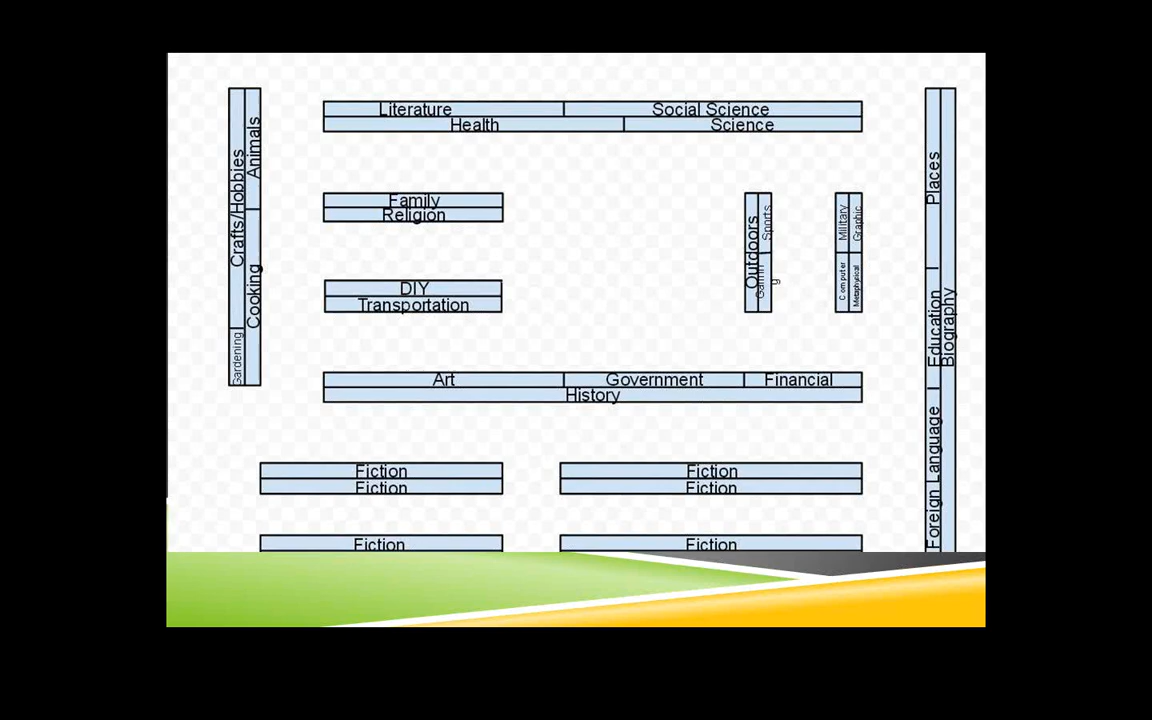 Literature Social Science
Health Science
Crafts/Hobbies
Gardening
Animals
Cooking
Family
Religion
DIY
Transportation
Outdoors
Sports
Gaming
Military
Graphic
Computer
Metaphysical
Places
Education
Foreign Language
Biography
Art Government Financial
History
Fiction Fiction
Fiction Fiction
Fiction Fiction